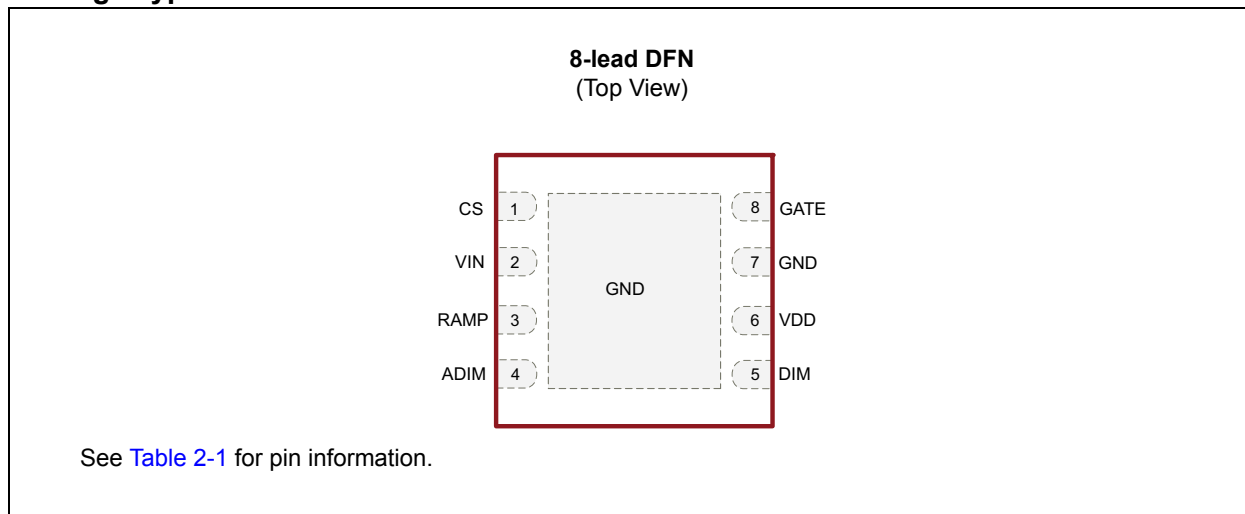 8-lead DFN
(Top View)
CS 1
8 GATE
VIN 2
7 GND
GND
RAMP 3
6 VDD
ADIM 4
5 DIM
See Table 2-1 for pin information.